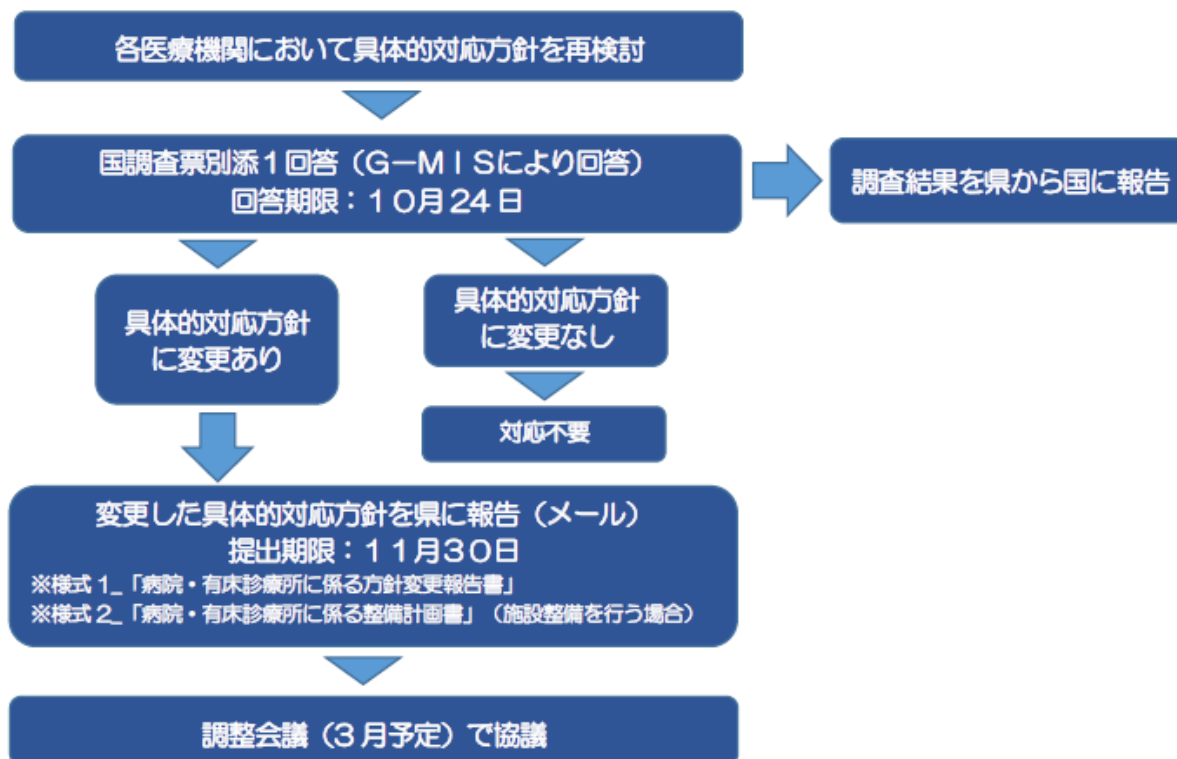 各医療機関において具体的対応方針を再検討
国調査票別添１回答（G－ＭＩＳにより回答）
回答期限：１０月24日
調査結果を県から国に報告
具体的対応方針
に変更あり
具体的対応方針
に変更なし
対応不要
変更した具体的対応方針を県に報告（メール）
提出期限：１１月３０日
※様式1_「病院・有床診療所に係る方針変更報告書」
※様式2_「病院・有床診療所に係る整備計画書」（施設整備を行う場合）
調整会議（3月予定）で協議